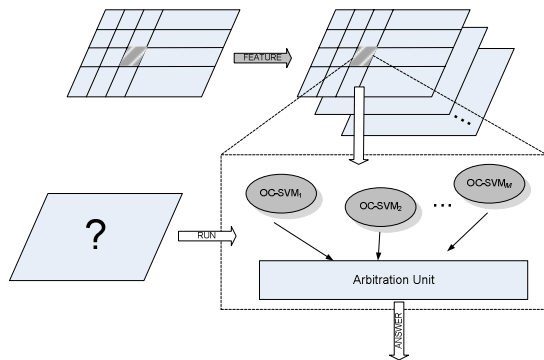 FEATURE
...
OC-SVM1
OC-SVM2
...
OC-SVMM
?
RUN
Arbitration Unit
ANSWER